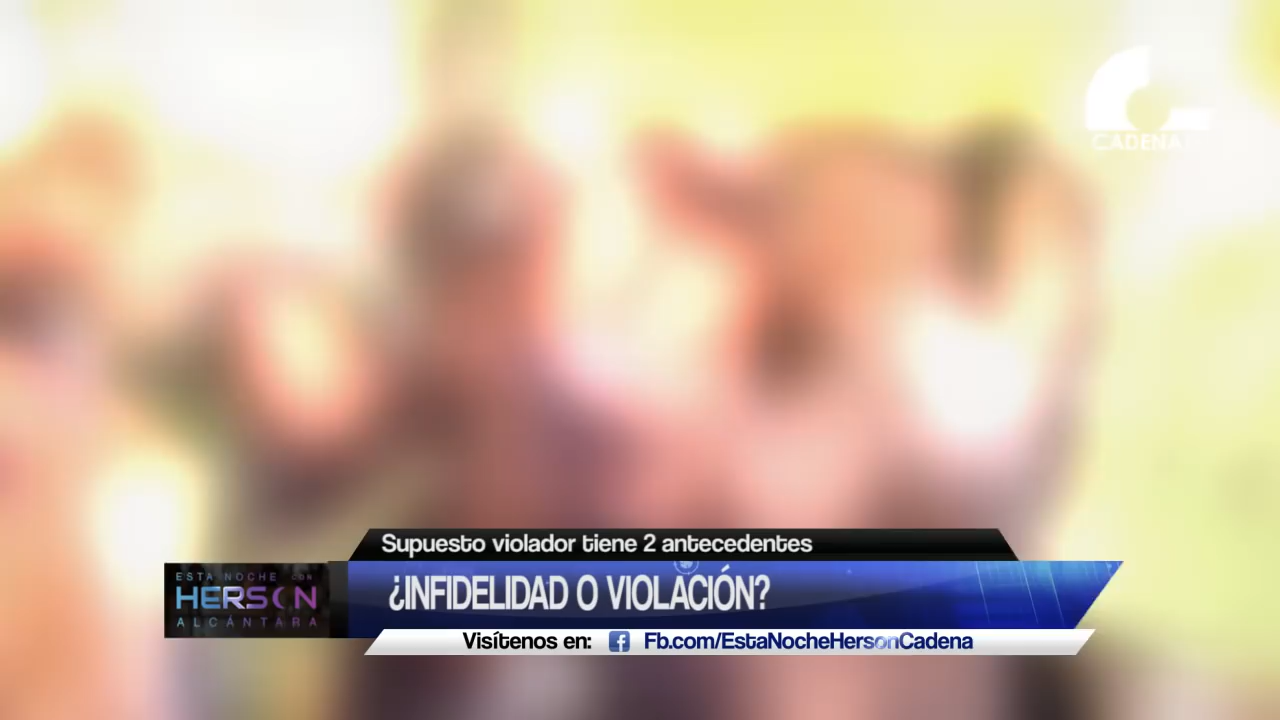 CADENA
Supuesto violador tiene 2 antecedentes
ESTA NOCHE CON
HERSON
ALCÁNTARA
¿INFIDELIDAD O VIOLACIÓN?
Visítenos en: Fb.com/EstaNocheHersonCadena